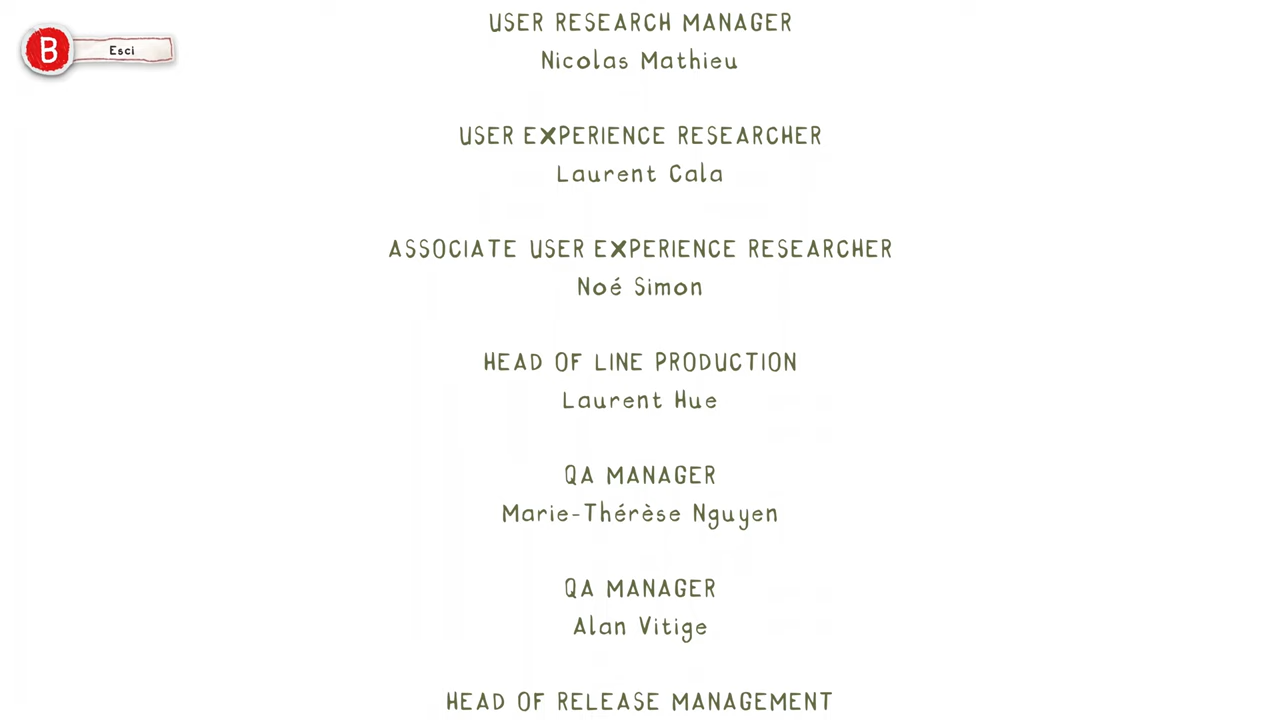 USER RESEARCH MANAGER
B Esci
Nicolas Mathieu
USER EXPERIENCE RESEARCHER
Laurent Cala
ASSOCIATE USER EXPERIENCE RESEARCHER
Noé Simon
HEAD OF LINE PRODUCTION
Laurent Hue
QA MANAGER
Marie-Thérèse Nguyen
QA MANAGER
Alan Vitige
HEAD OF RELEASE MANAGEMENT